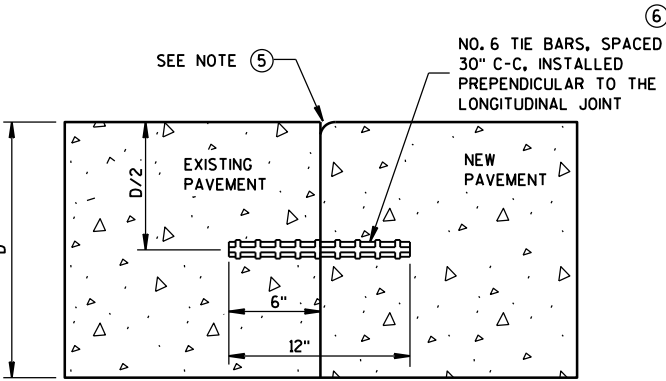 6
NO. 6 TIE BARS, SPACED
30" C-C, INSTALLED
PREPENDICULAR TO THE
LONGITUDINAL JOINT
SEE NOTE 5
EXISTING
PAVEMENT
NEW
PAVEMENT
D/2
6"
12"